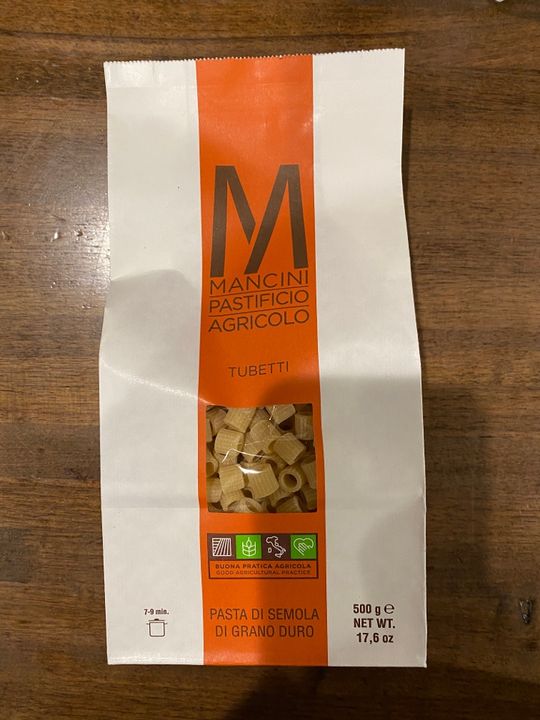 M
MANCINI
PASTIFICIO
AGRICOLO
TUBETTI
BUONA PRATICA AGRICOLA
GOOD AGRICULTURAL PRACTICE
7-9 min.
PASTA DI SEMOLA
DI GRANO DURO
500 g ℮
NET WT.
17,6 oz